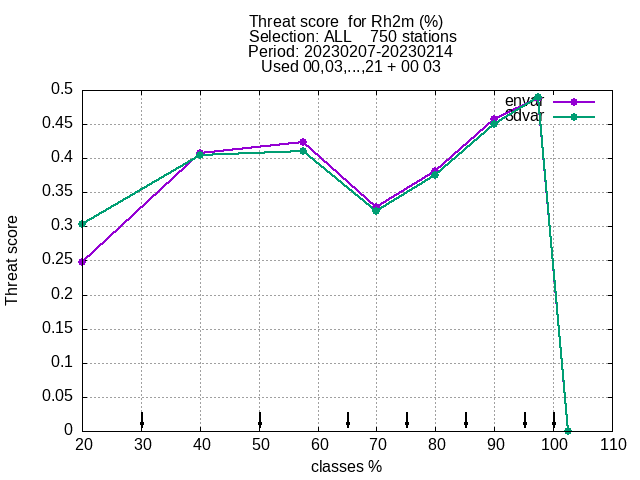 Threat score  for Rh2m (%)
Selection: ALL    750 stations
Period: 20230207-20230214
Used 00,03,...,21 + 00 03
envar
3dvar
0.5
0.45
0.4
0.35
0.3
0.25
0.2
0.15
0.1
0.05
0
Threat score
20 30 40 50 60 70 80 90 100 110
classes %